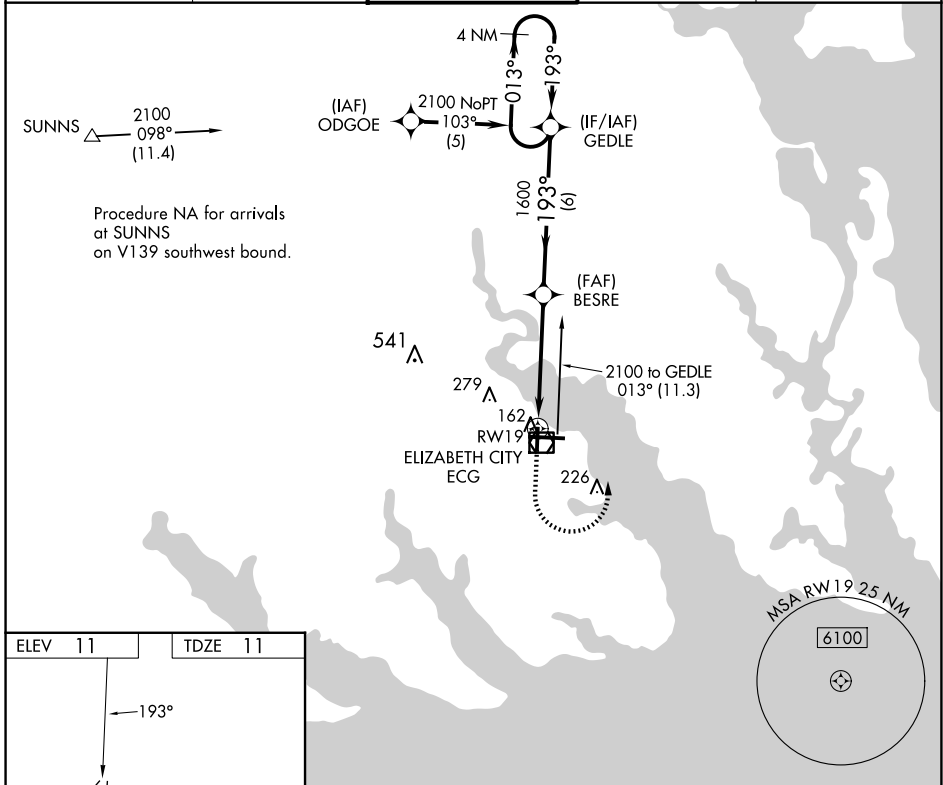 4 NM
013°
193°
(IAF)
ODGOE
2100 NoPT
103°
(5)
(IF/IAF)
GEDLE
SUNNS
2100
098°
(11.4)
1600
193°
(6)
Procedure NA for arrivals
at SUNNS
on V139 southwest bound.
(FAF)
BESRE
541
2100 to GEDLE
013° (11.3)
279
162
RW19
ELIZABETH CITY
ECG
226
MSA RW19 25 NM
6100
ELEV 11
TDZE 11
193°